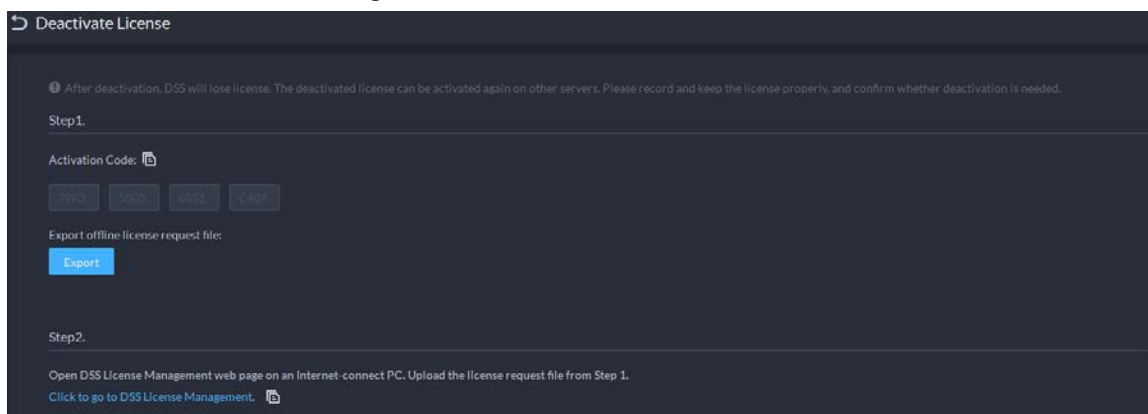 Deactivate License
After deactivation. DSS will lose license. The deactivated license can be activated again on other servers. Please record and keep the license properly, and confirm whether deactivation is needed.
Step1.
Activation Code:
Export offline license request file:
Export
Step2.
Open DSS License Management web page on an Internet-connect PC. Upload the license request file from Step 1.
Click to go to DSS License Management.